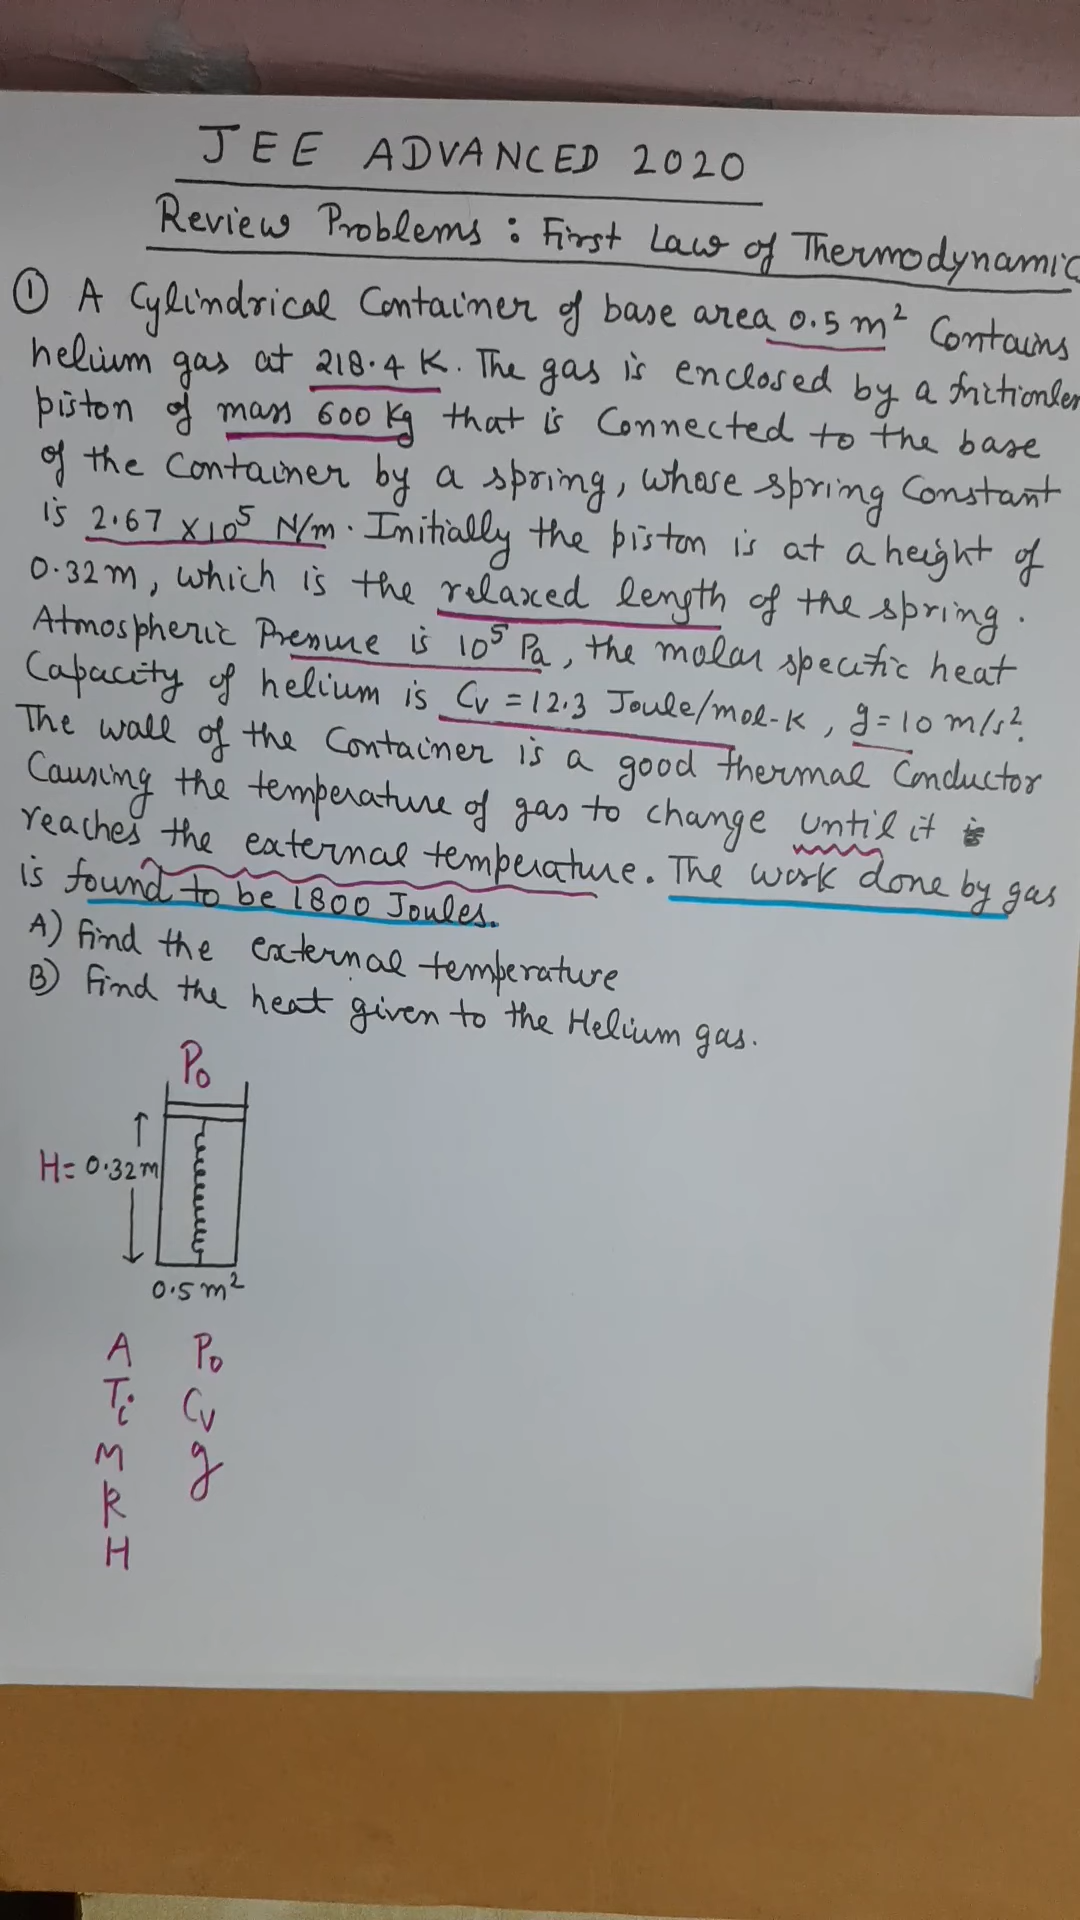 JEE ADVANCED 2020
Review Problems : First Law of Thermodynamic
① A Cylindrical Container of base area 0.5 m² Contains
helium gas at 218.4 K. The gas is enclosed by a frictionles
piston of mass 600 Kg that is Connected to the base
of the Container by a spring, whose spring Constant
is 2.67 ×10⁵ N/m. Initially the piston is at a height of
0.32m, which is the relaxed length of the spring.
Atmospheric Pressure is 10⁵ Pa, the molar specific heat
Capacity of helium is Cv = 12.3 Joule/mol-K, g = 10 m/s².
The wall of the Container is a good thermal Conductor
Causing the temperature of gas to change until it is
reaches the external temperature. The work done by gas
is found to be 1800 Joules.
A) Find the external temperature
B) Find the heat given to the Helium gas.
P₀
H= 0.32m
0.5 m²
A P₀
Ti Cv
M g
K
H